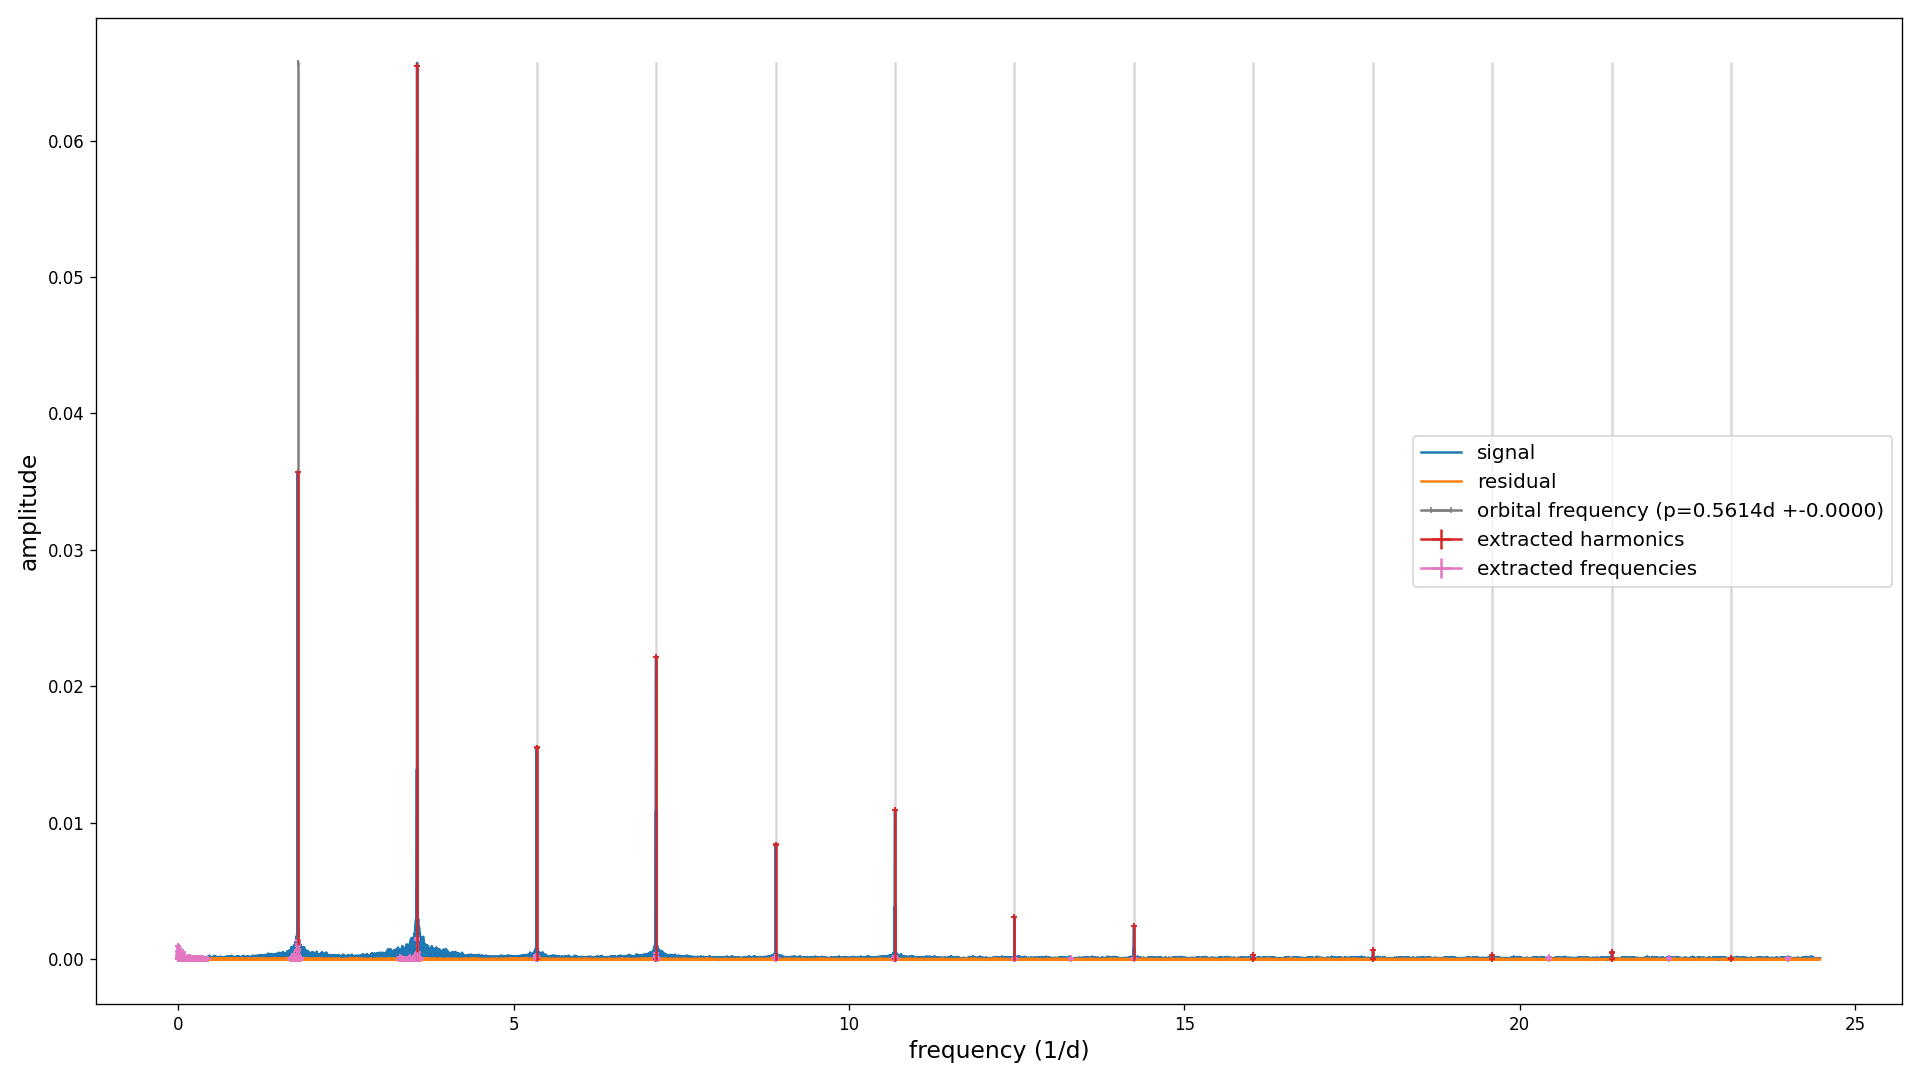 amplitude
0.06
0.05
0.04
0.03
0.02
0.01
0.00
signal
residual
orbital frequency (p=0.5614d +-0.0000)
extracted harmonics
extracted frequencies
0 5 10 15 20 25
frequency (1/d)